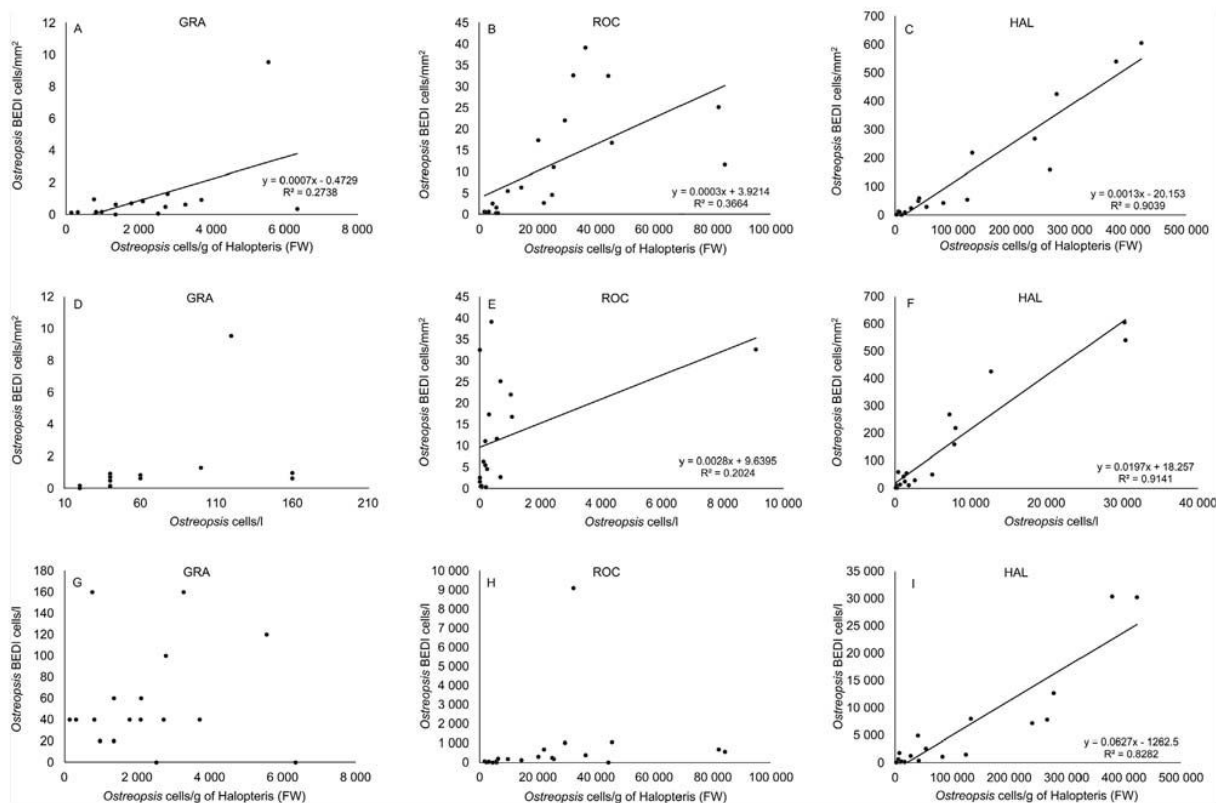 A GRA
Ostreopsis BEDI cells/mm²
12
10
8
6
4
2
0
0 2 000 4 000 6 000 8 000
y = 0.0007x - 0.4729
R² = 0.2738
Ostreopsis cells/g of Halopteris (FW)
B ROC
Ostreopsis BEDI cells/mm²
45
40
35
30
25
20
15
10
5
0
0 20 000 40 000 60 000 80 000 100 000
y = 0.0003x + 3.9214
R² = 0.3664
Ostreopsis cells/g of Halopteris (FW)
C HAL
Ostreopsis BEDI cells/mm²
700
600
500
400
300
200
100
0
0 100 000 200 000 300 000 400 000 500 000
y = 0.0013x - 20.153
R² = 0.9039
Ostreopsis cells/g of Halopteris (FW)
D GRA
Ostreopsis BEDI cells/mm²
12
10
8
6
4
2
0
10 60 110 160 210
Ostreopsis cells/l
E ROC
Ostreopsis BEDI cells/mm²
45
40
35
30
25
20
15
10
5
0
0 2 000 4 000 6 000 8 000 10 000
y = 0.0028x + 9.6395
R² = 0.2024
Ostreopsis cells/l
F HAL
Ostreopsis BEDI cells/mm²
700
600
500
400
300
200
100
0
0 10 000 20 000 30 000 40 000
y = 0.0197x + 18.257
R² = 0.9141
Ostreopsis cells/l
G GRA
Ostreopsis BEDI cells/l
180
160
140
120
100
80
60
40
20
0
0 2 000 4 000 6 000 8 000
Ostreopsis cells/g of Halopteris (FW)
H ROC
Ostreopsis BEDI cells/l
10 000
9 000
8 000
7 000
6 000
5 000
4 000
3 000
2 000
1 000
0
0 20 000 40 000 60 000 80 000 100 000
Ostreopsis cells/g of Halopteris (FW)
I HAL
Ostreopsis BEDI cells/l
35 000
30 000
25 000
20 000
15 000
10 000
5 000
0
0 100 000 200 000 300 000 400 000 500 000
y = 0.0627x - 1262.5
R² = 0.8282
Ostreopsis cells/g of Halopteris (FW)